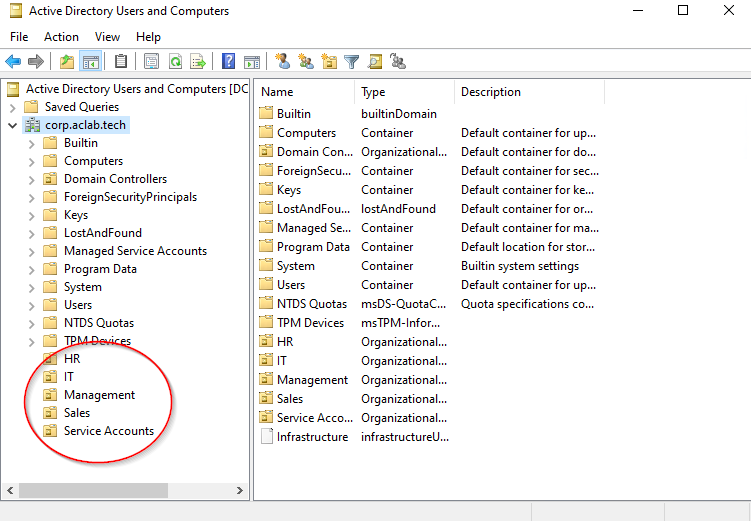 Active Directory Users and Computers
File Action View Help
Active Directory Users and Computers [DC
Saved Queries
corp.aclab.tech
Builtin
Computers
Domain Controllers
ForeignSecurityPrincipals
Keys
LostAndFound
Managed Service Accounts
Program Data
System
Users
NTDS Quotas
TPM Devices
HR
IT
Management
Sales
Service Accounts
Name Type Description
Builtin builtinDomain
Computers Container Default container for up...
Domain Con... Organizational... Default container for do...
ForeignSecu... Container Default container for sec...
Keys Container Default container for ke...
LostAndFou... lostAndFound Default container for or...
Managed Se... Container Default container for ma...
Program Data Container Default location for stor...
System Container Builtin system settings
Users Container Default container for up...
NTDS Quotas msDS-QuotaC... Quota specifications co...
TPM Devices msTPM-Infor...
HR Organizational...
IT Organizational...
Management Organizational...
Sales Organizational...
Service Acco... Organizational...
Infrastructure infrastructureU...